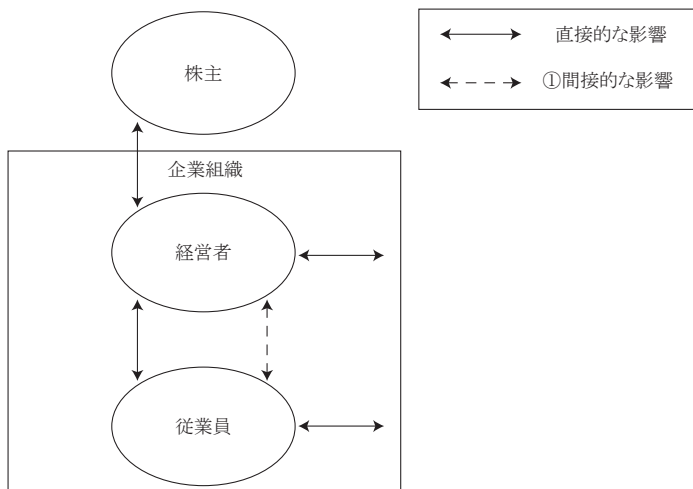 直接的な影響
株主
①間接的な影響
企業組織
経営者
従業員